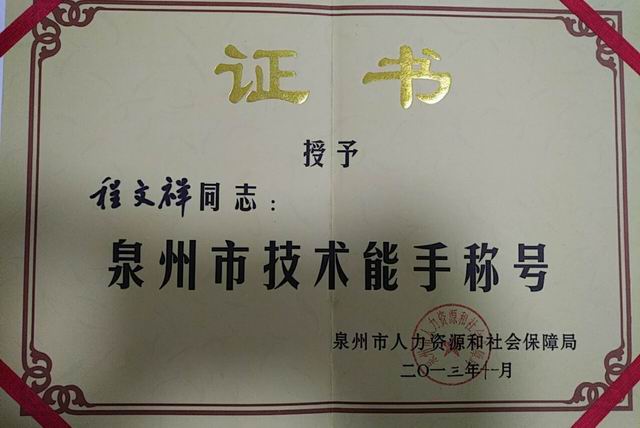 证书
授予
程文祥同志：
泉州市技术能手称号
泉州市人力资源和社会保障局
二〇一三年十一月